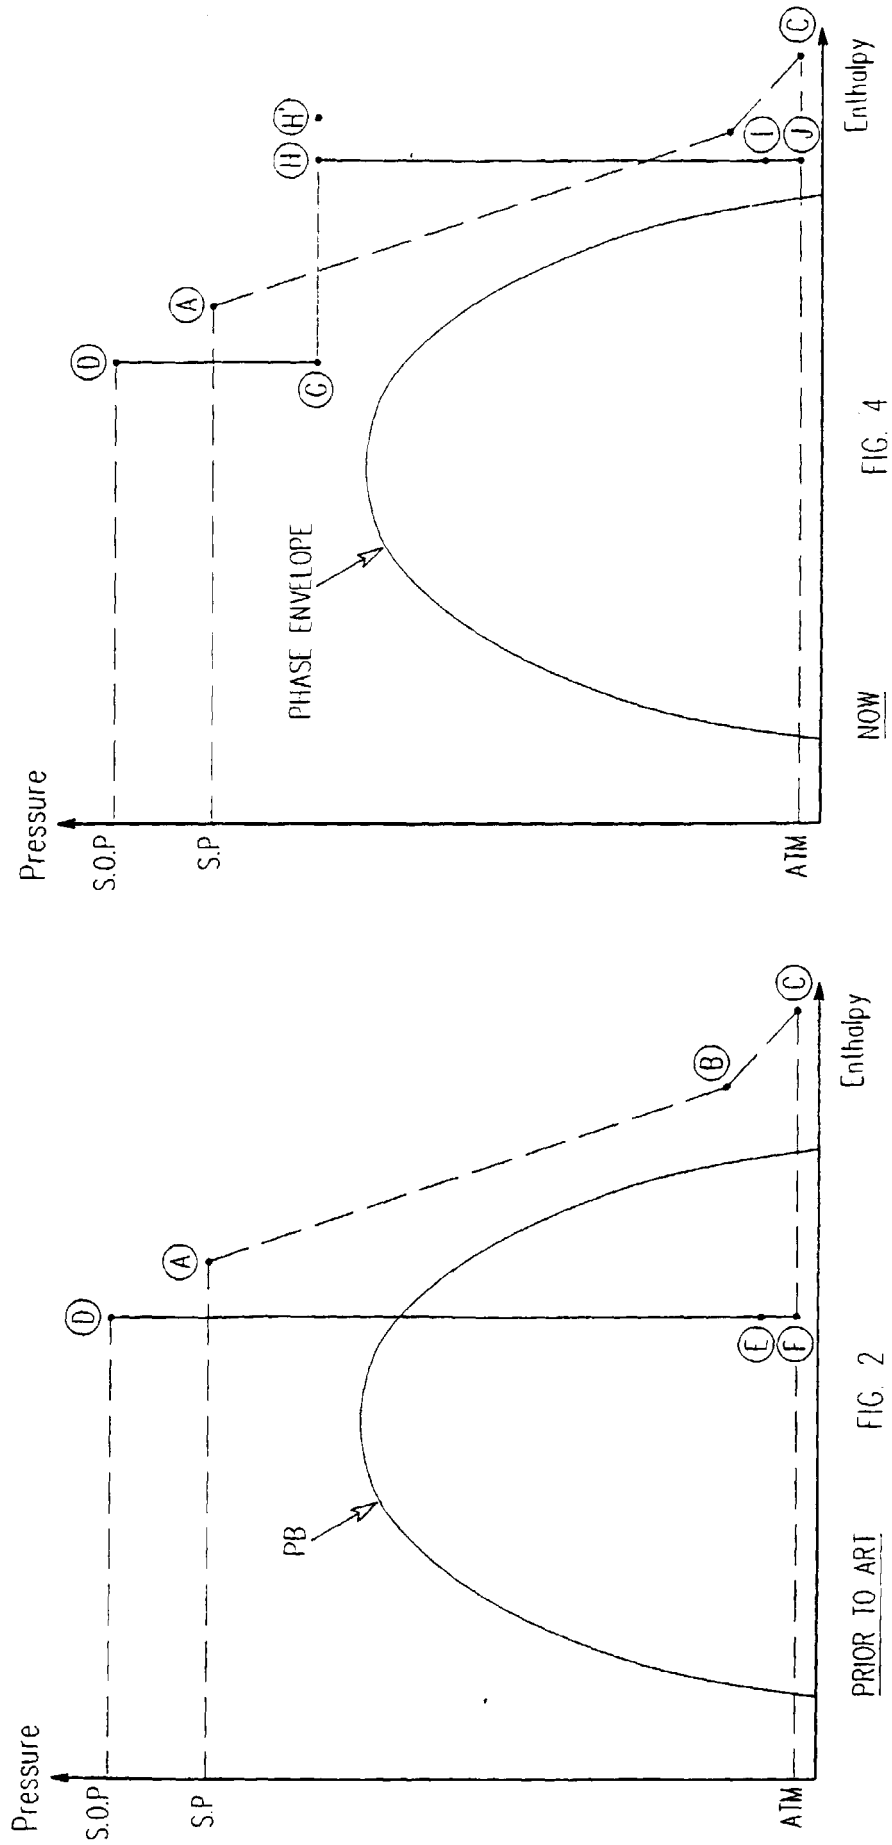 Pressure
S.O.P
S.P
ATM
D
A
B
C
E
F
PB
Enthalpy
PRIOR TO ART
FIG. 2
Pressure
S.O.P
S.P
ATM
D
A
G
H
H'
I
J
C
PHASE ENVELOPE
Enthalpy
NOW
FIG. 4